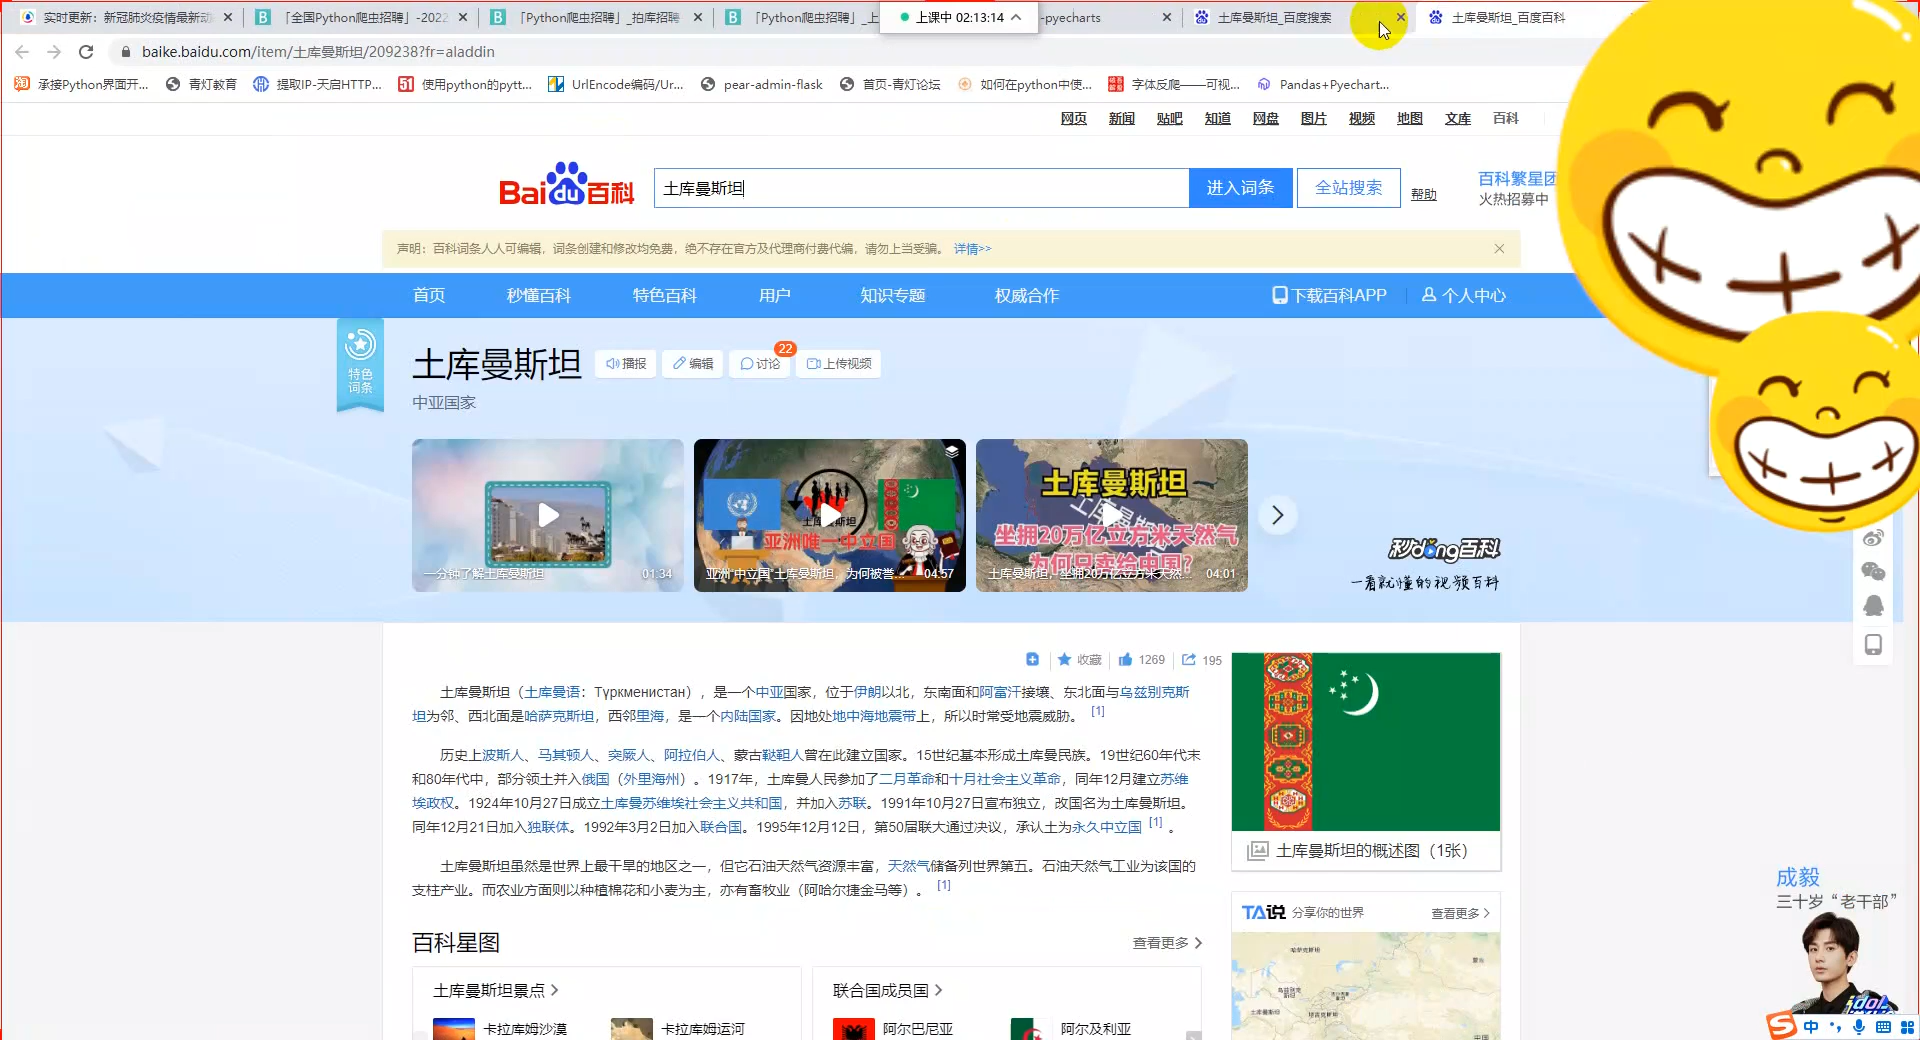 实时更新：新冠肺炎疫情最新动
「全国Python爬虫招聘」-2022
「Python爬虫招聘」_拍库招聘
「Python爬虫招聘」_上
上课中 02:13:14
-pyecharts
土库曼斯坦_百度搜索
土库曼斯坦_百度百科
baike.baidu.com/item/土库曼斯坦/209238?fr=aladdin
承接Python界面开...
青灯教育
提取IP-天启HTTP...
使用python的pytt...
UrlEncode编码/Ur...
pear-admin-flask
首页-青灯论坛
如何在python中使...
字体反爬——可视...
Pandas+Pyechart...
网页 新闻 贴吧 知道 网盘 图片 视频 地图 文库 百科
Baidu百科
土库曼斯坦
进入词条
全站搜索
帮助
百科繁星团
火热招募中
声明：百科词条人人可编辑，词条创建和修改均免费，绝不存在官方及代理商付费代编，请勿上当受骗。 详情>>
首页 秒懂百科 特色百科 用户 知识专题 权威合作 下载百科APP 个人中心
特色
词条
土库曼斯坦
播报 编辑 讨论 22 上传视频
中亚国家
一分钟了解土库曼斯坦 01:34
亚洲唯一中立国
亚洲“中立国”土库曼斯坦，为何被誉... 04:57
土库曼斯坦
坐拥20万亿立方米天然气
为何只卖给中国?
土库曼斯坦，坐拥20万亿立方米天然... 04:01
秒dǒng百科
一看就懂的视频百科
收藏 1269 195
土库曼斯坦（土库曼语：Түркменистан），是一个中亚国家，位于伊朗以北，东南面和阿富汗接壤、东北面与乌兹别克斯
坦为邻、西北面是哈萨克斯坦，西邻里海，是一个内陆国家。因地处地中海地震带上，所以时常受地震威胁。 [1]
历史上波斯人、马其顿人、突厥人、阿拉伯人、蒙古鞑靼人曾在此建立国家。15世纪基本形成土库曼民族。19世纪60年代末
和80年代中，部分领土并入俄国（外里海州）。1917年，土库曼人民参加了二月革命和十月社会主义革命，同年12月建立苏维
埃政权。1924年10月27日成立土库曼苏维埃社会主义共和国，并加入苏联。1991年10月27日宣布独立，改国名为土库曼斯坦。
同年12月21日加入独联体。1992年3月2日加入联合国。1995年12月12日，第50届联大通过决议，承认土为永久中立国 [1] 。
土库曼斯坦虽然是世界上最干旱的地区之一，但它石油天然气资源丰富，天然气储备列世界第五。石油天然气工业为该国的
支柱产业。而农业方面则以种植棉花和小麦为主，亦有畜牧业（阿哈尔捷金马等）。 [1]
土库曼斯坦的概述图（1张）
TA说 分享你的世界 查看更多
百科星图
查看更多
土库曼斯坦景点
联合国成员国
卡拉库姆沙漠
卡拉库姆运河
阿尔巴尼亚
阿尔及利亚
成毅
三十岁“老干部”
idol
中